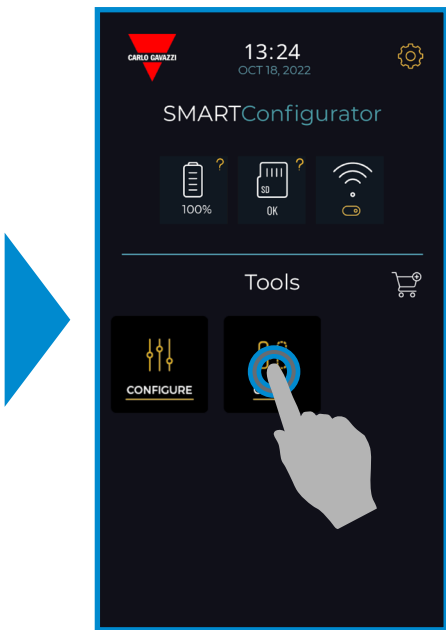 CARLO GAVAZZI
13:24
OCT 18, 2022
SMARTConfigurator
?
?
SD
100%
OK
Tools
CONFIGURE